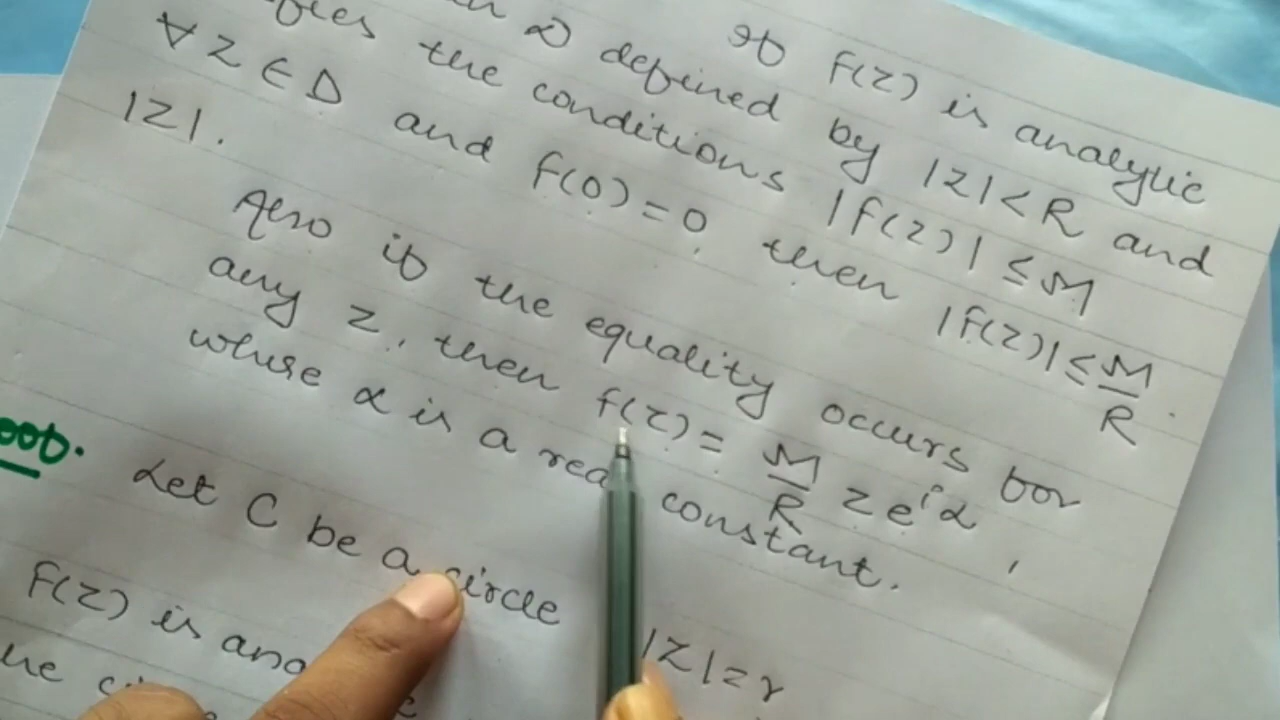 If f(z) is analytic
D defined by |z| < R and
the conditions |f(z)| ≤ M
∀ z ∈ D and f(0) = 0 then |f(z)| ≤ M/R
|z|.
Also if the equality occurs for
any z, then f(z) = M/R z e^{iα},
where α is a real constant.
Let C be a circle |z| = r
f(z) is